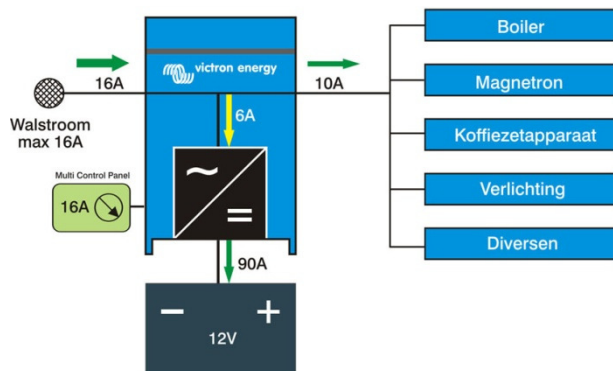 16A
victron energy
10A
6A
Walstroom
max 16A
Multi Control Panel
16A
90A
12V
Boiler
Magnetron
Koffiezetapparaat
Verlichting
Diversen